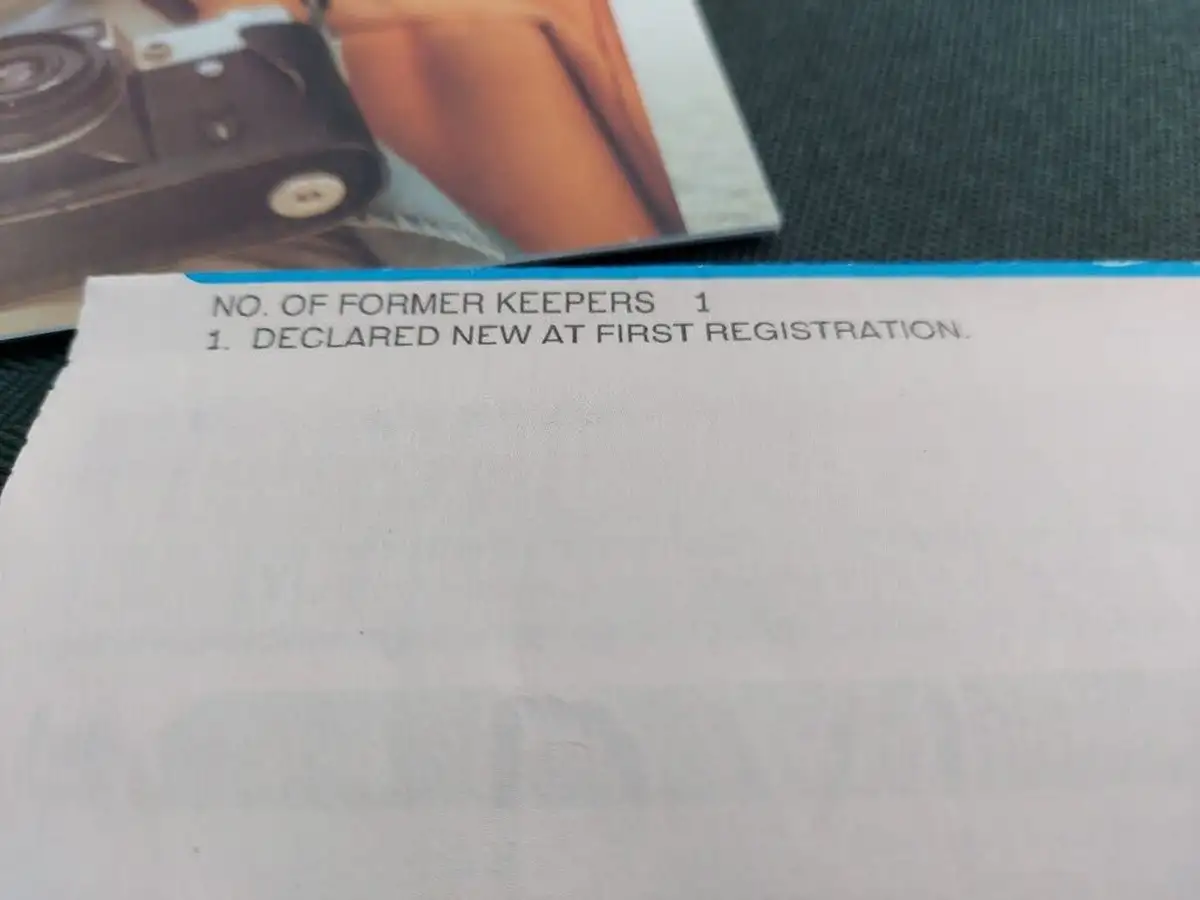 NO. OF FORMER KEEPERS 1
1. DECLARED NEW AT FIRST REGISTRATION.